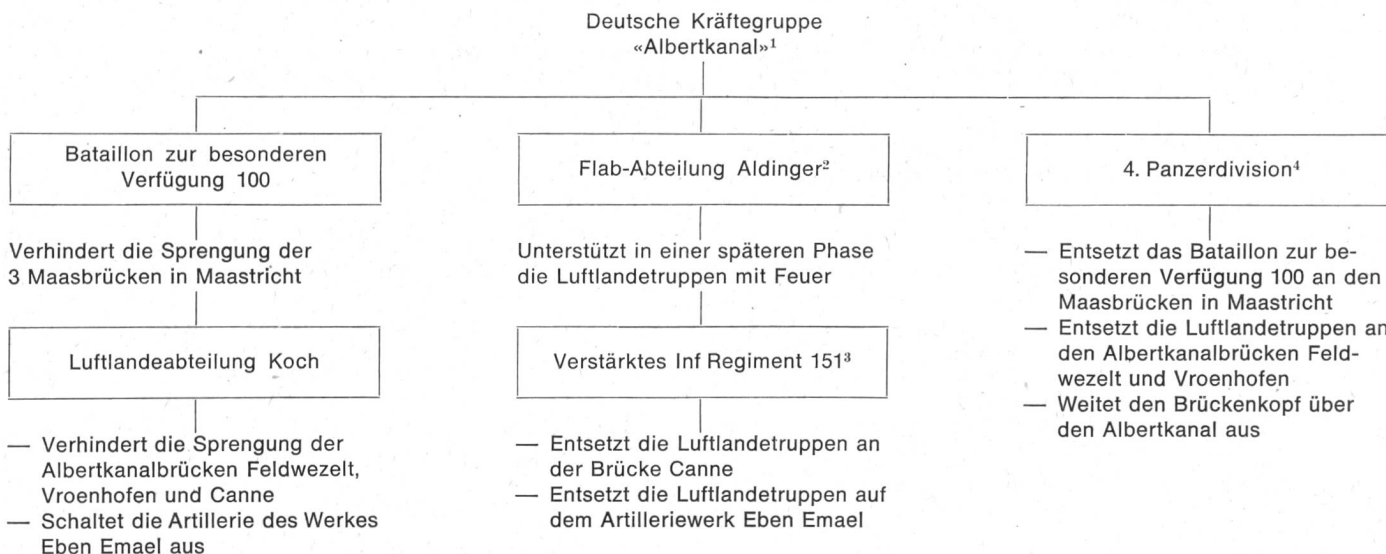 Deutsche Kräftegruppe
«Albertkanal»¹
Bataillon zur besonderen
Verfügung 100
Verhindert die Sprengung der
3 Maasbrücken in Maastricht
Luftlandeabteilung Koch
— Verhindert die Sprengung der
Albertkanalbrücken Feldwezelt,
Vroenhofen und Canne
— Schaltet die Artillerie des Werkes
Eben Emael aus
Flab-Abteilung Aldinger²
Unterstützt in einer späteren Phase
die Luftlandetruppen mit Feuer
Verstärktes Inf Regiment 151³
— Entsetzt die Luftlandetruppen an
der Brücke Canne
— Entsetzt die Luftlandetruppen auf
dem Artilleriewerk Eben Emael
4. Panzerdivision⁴
— Entsetzt das Bataillon zur be-
sonderen Verfügung 100 an den
Maasbrücken in Maastricht
— Entsetzt die Luftlandetruppen an
den Albertkanalbrücken Feld-
wezelt und Vroenhofen
— Weitet den Brückenkopf über
den Albertkanal aus